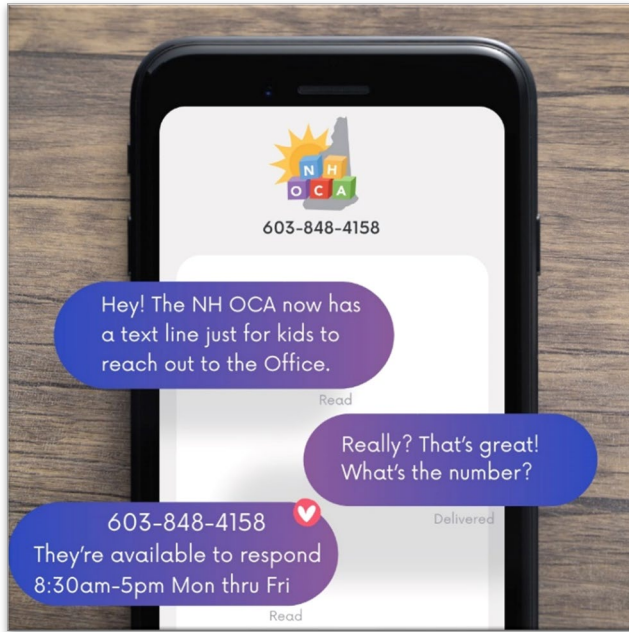 N H
O C A
603-848-4158
Hey! The NH OCA now has
a text line just for kids to
reach out to the Office.
Read
Really? That's great!
What's the number?
Delivered
603-848-4158
They're available to respond
8:30am-5pm Mon thru Fri
Read